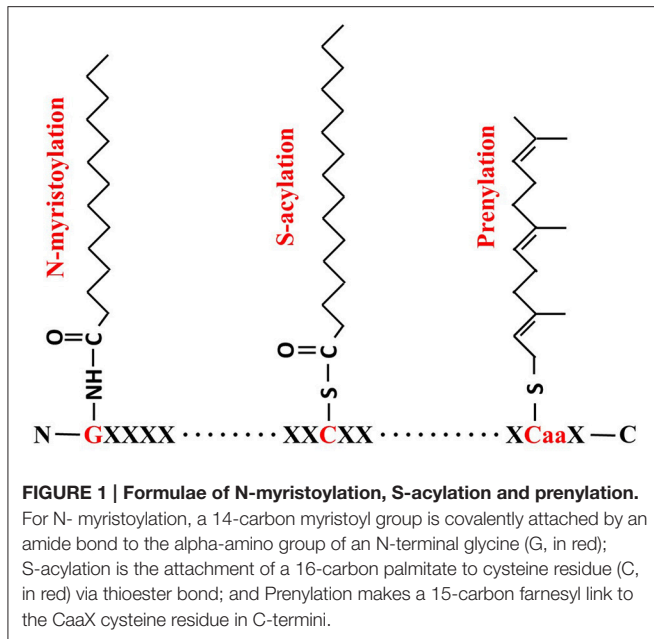 N-myristoylation
S-acylation
Prenylation
O=C
NH
O=C
S
S
N—GXXXX·······XXCXX·········XCaaX—C
FIGURE 1 | Formulae of N-myristoylation, S-acylation and prenylation.
For N- myristoylation, a 14-carbon myristoyl group is covalently attached by an
amide bond to the alpha-amino group of an N-terminal glycine (G, in red);
S-acylation is the attachment of a 16-carbon palmitate to cysteine residue (C,
in red) via thioester bond; and Prenylation makes a 15-carbon farnesyl link to
the CaaX cysteine residue in C-termini.